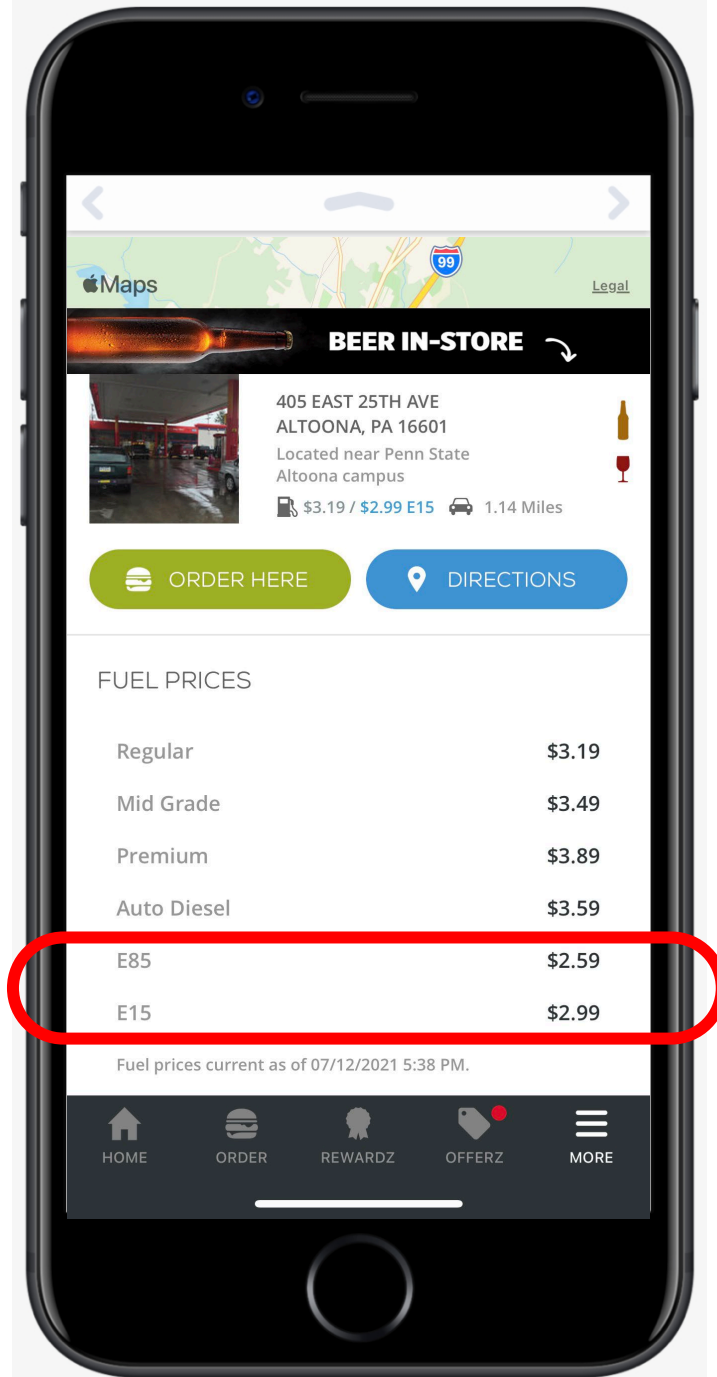 99
Maps
Legal
BEER IN-STORE
405 EAST 25TH AVE
ALTOONA, PA 16601
Located near Penn State
Altoona campus
$3.19 / $2.99 E15 1.14 Miles
ORDER HERE DIRECTIONS
FUEL PRICES
Regular $3.19
Mid Grade $3.49
Premium $3.89
Auto Diesel $3.59
E85 $2.59
E15 $2.99
Fuel prices current as of 07/12/2021 5:38 PM.
HOME ORDER REWARDZ OFFERZ MORE